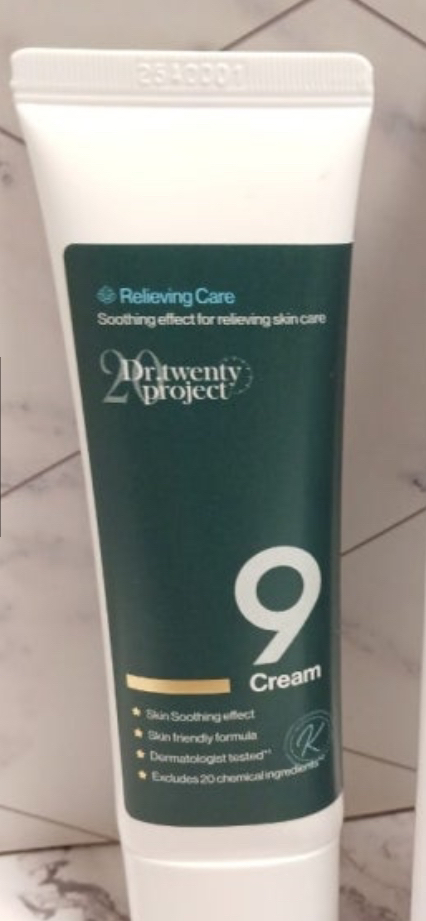 Relieving Care
Soothing effect for relieving skin care
20
Dr.twenty
project
9
Cream
Skin Soothing effect
Skin friendly formula
Dermatologist tested*¹
Excludes 20 chemical ingredients
K